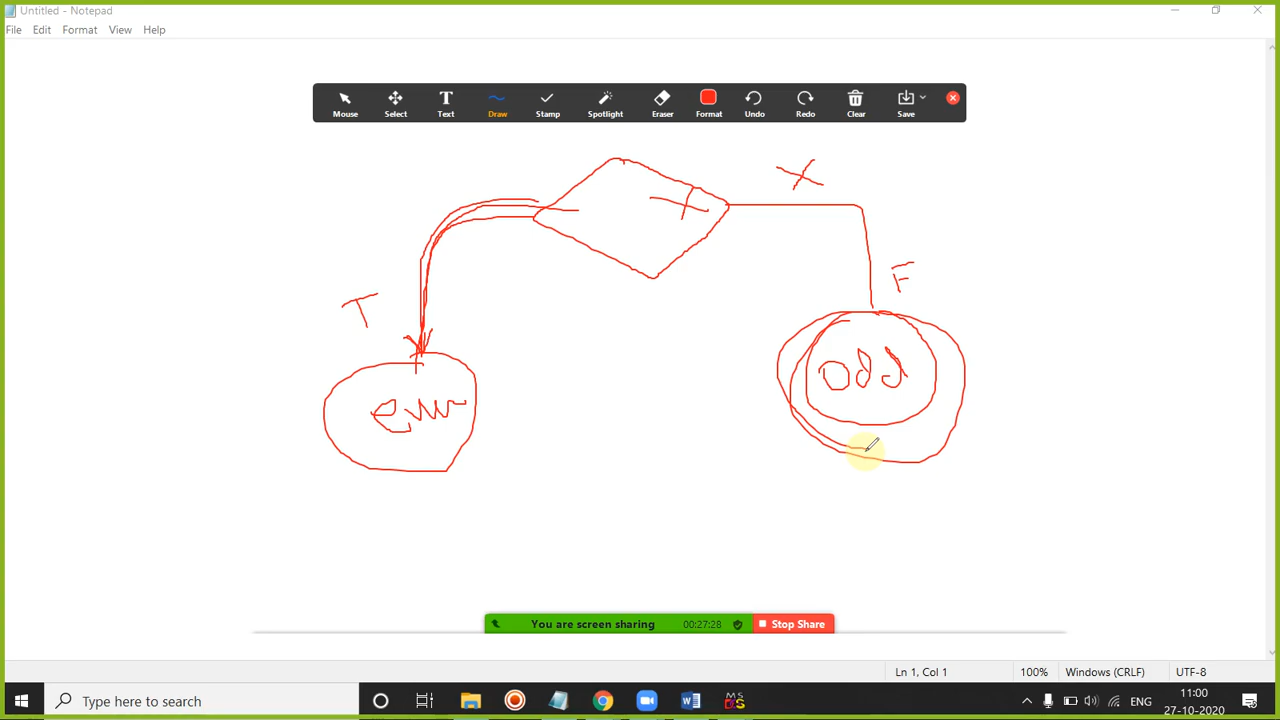 Untitled - Notepad
File Edit Format View Help
Mouse Select Text Draw Stamp Spotlight Eraser Format Undo Redo Clear Save
X
F
T
odd
You are screen sharing 00:27:28 Stop Share
Ln 1, Col 1 100% Windows (CRLF) UTF-8
Type here to search
MS
DS
ENG
11:00
27-10-2020